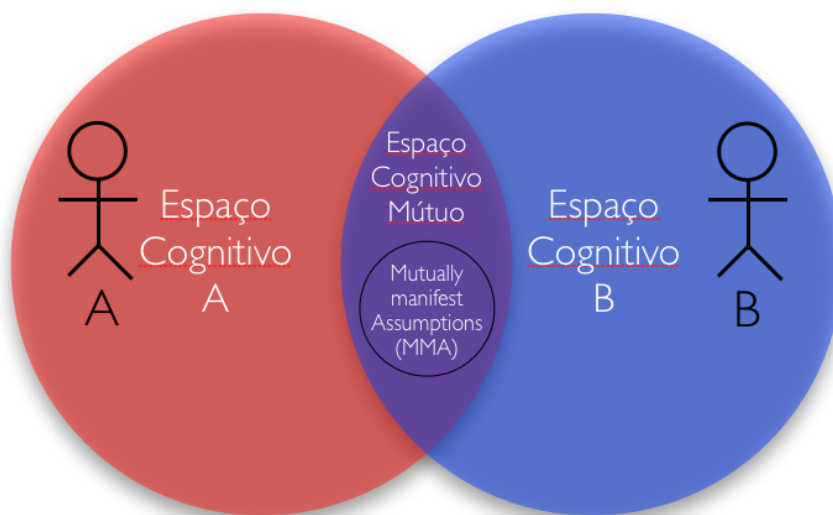 Espaço
Cognitivo
A
A
Espaço
Cognitivo
Mútuo
Mutually
manifest
Assumptions
(MMA)
Espaço
Cognitivo
B
B